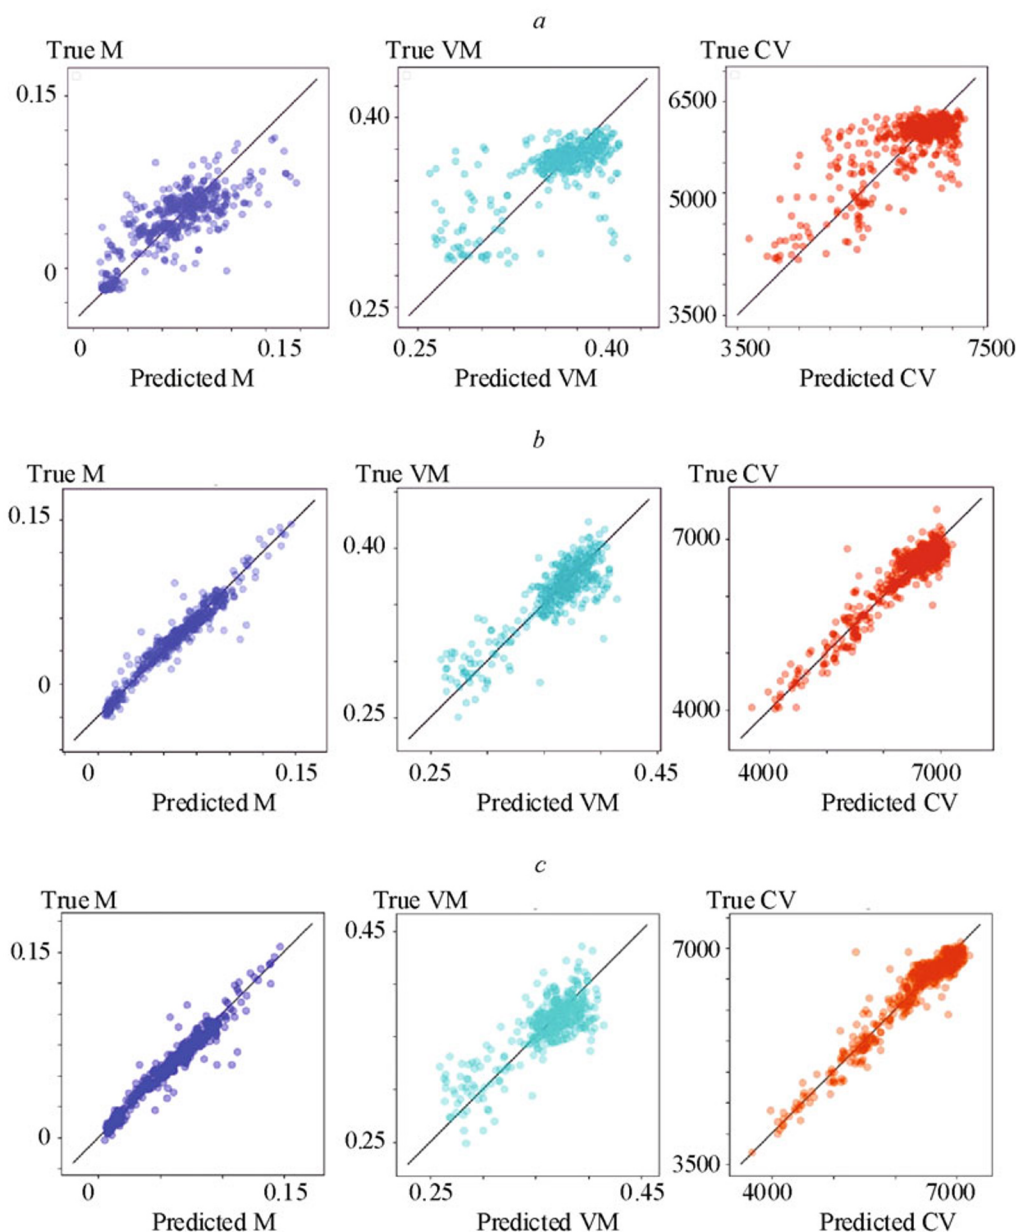 a
True M True VM True CV
0.15 0.40 6500
5000
0 0.25 3500
0 0.15 0.25 0.40 3500 7500
Predicted M Predicted VM Predicted CV
b
True M True VM True CV
0.15 0.40 7000
0 0.25 4000
0 0.15 0.25 0.45 4000 7000
Predicted M Predicted VM Predicted CV
c
True M True VM True CV
0.15 0.45 7000
0 0.25 3500
0 0.15 0.25 0.45 4000 7000
Predicted M Predicted VM Predicted CV